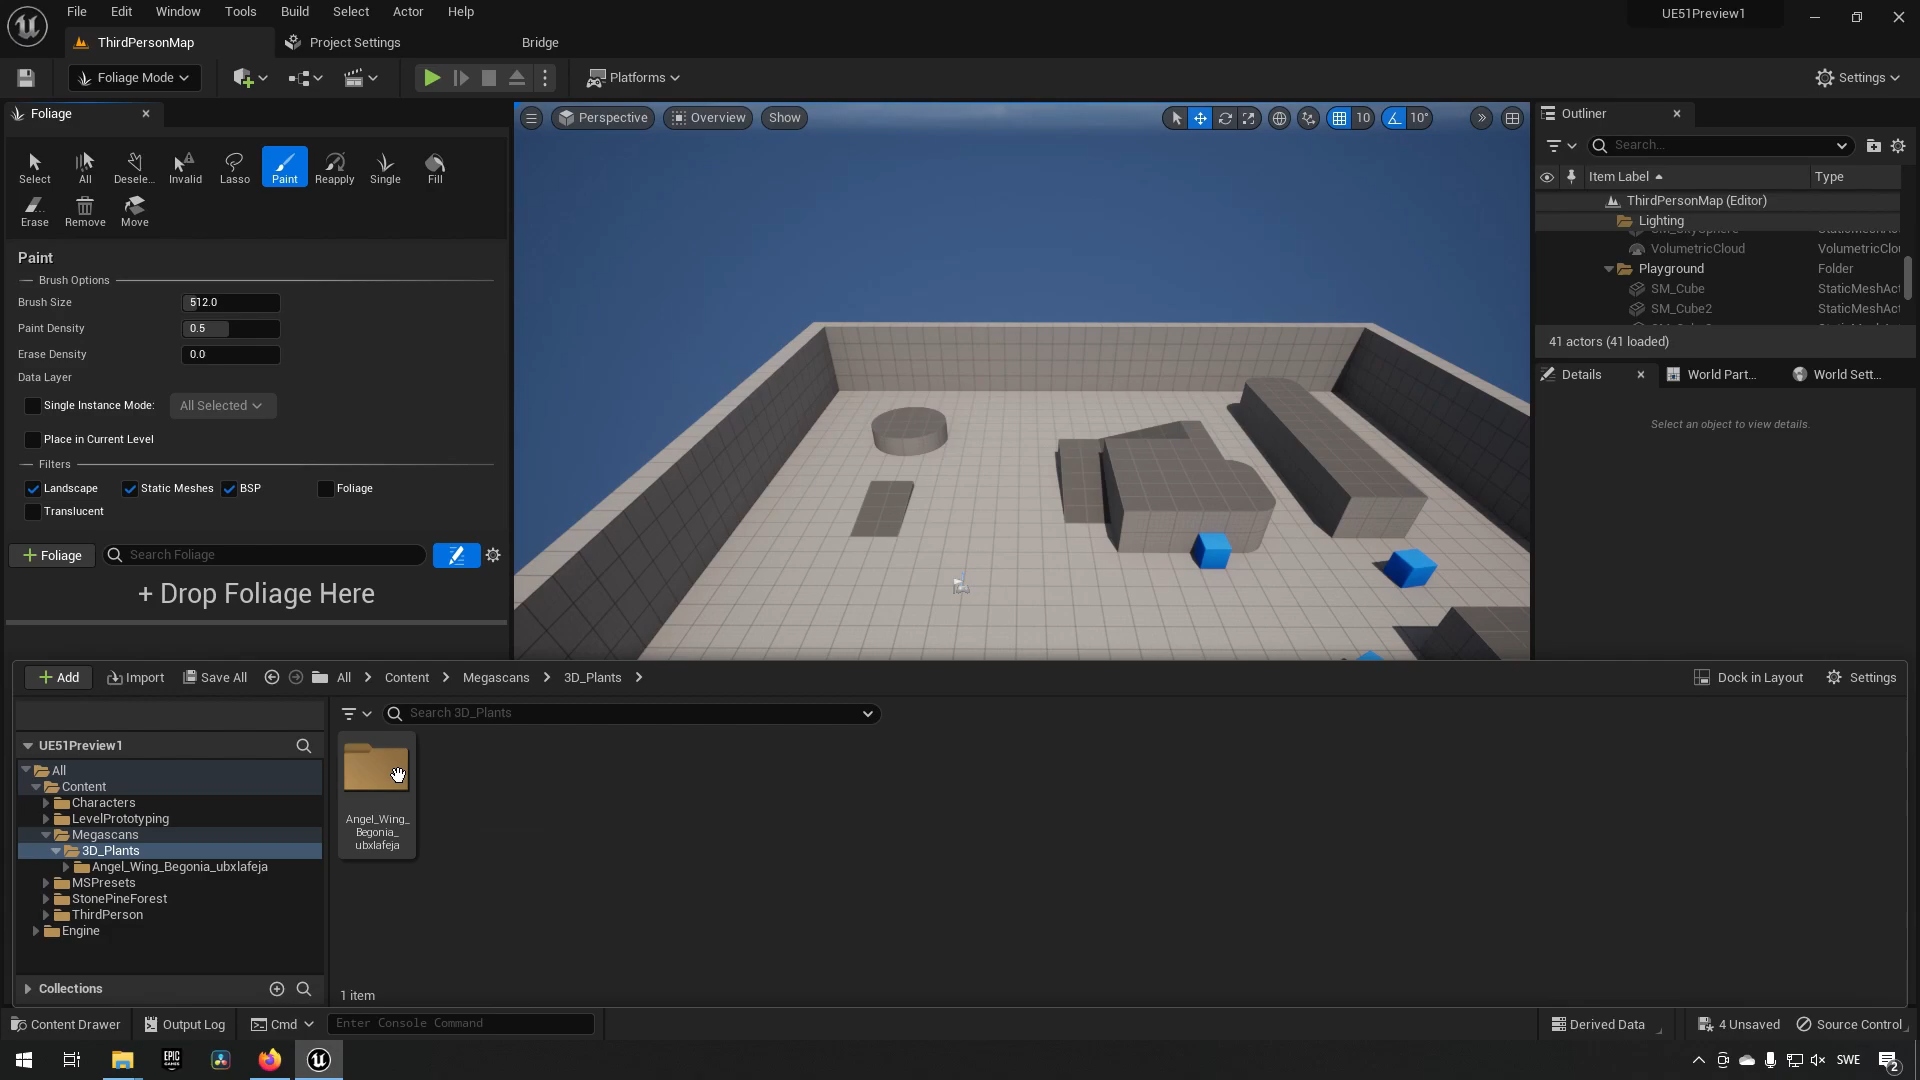 File Edit Window Tools Build Select Actor Help
UE51Preview1
ThirdPersonMap
Project Settings
Bridge
Foliage Mode
Platforms
Settings
Foliage
Select All Desele... Invalid Lasso Paint Reapply Single Fill
Erase Remove Move
Paint
Brush Options
Brush Size 512.0
Paint Density 0.5
Erase Density 0.0
Data Layer
Single Instance Mode: All Selected
Place in Current Level
Filters
Landscape Static Meshes BSP Foliage
Translucent
+ Foliage
Search Foliage
+ Drop Foliage Here
Perspective Overview Show
10 10°
Outliner
Search...
Item Label Type
ThirdPersonMap (Editor)
Lighting
VolumetricCloud VolumetricClou
Playground Folder
SM_Cube StaticMeshAct
SM_Cube2 StaticMeshAct
41 actors (41 loaded)
Details World Part... World Sett...
Select an object to view details.
+ Add Import Save All All Content Megascans 3D_Plants
Dock in Layout Settings
Search 3D_Plants
UE51Preview1
All
Content
Characters
LevelPrototyping
Megascans
3D_Plants
Angel_Wing_Begonia_ubxlafeja
MSPresets
StonePineForest
ThirdPerson
Engine
Collections
Angel_Wing_
Begonia_
ubxlafeja
1 item
Content Drawer Output Log Cmd Enter Console Command
Derived Data 4 Unsaved Source Control
EPIC GAMES
SWE
2